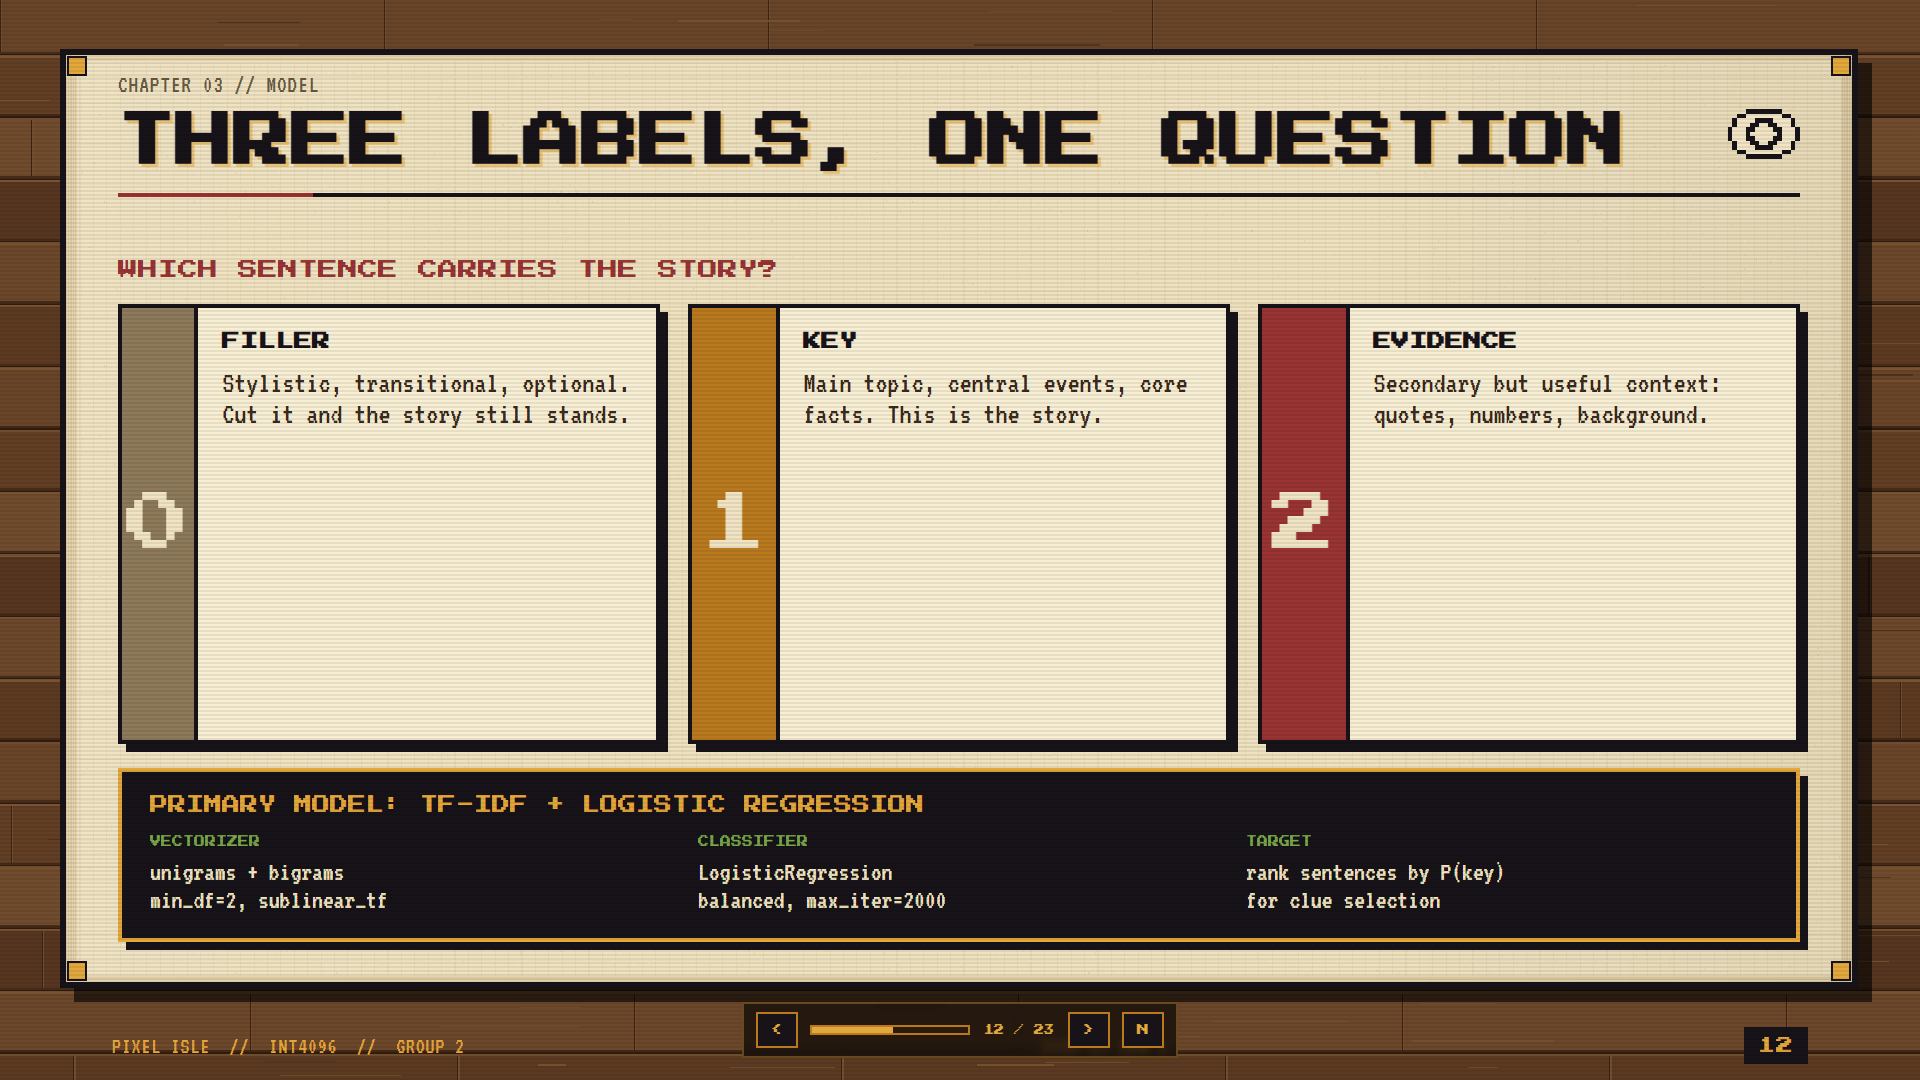 CHAPTER 03 // MODEL
THREE LABELS, ONE QUESTION
WHICH SENTENCE CARRIES THE STORY?
0
FILLER
Stylistic, transitional, optional.
Cut it and the story still stands.
1
KEY
Main topic, central events, core
facts. This is the story.
2
EVIDENCE
Secondary but useful context:
quotes, numbers, background.
PRIMARY MODEL: TF-IDF + LOGISTIC REGRESSION
VECTORIZER
unigrams + bigrams
min_df=2, sublinear_tf
CLASSIFIER
LogisticRegression
balanced, max_iter=2000
TARGET
rank sentences by P(key)
for clue selection
PIXEL ISLE // INT4096 // GROUP 2
< 12 / 23 > N
12